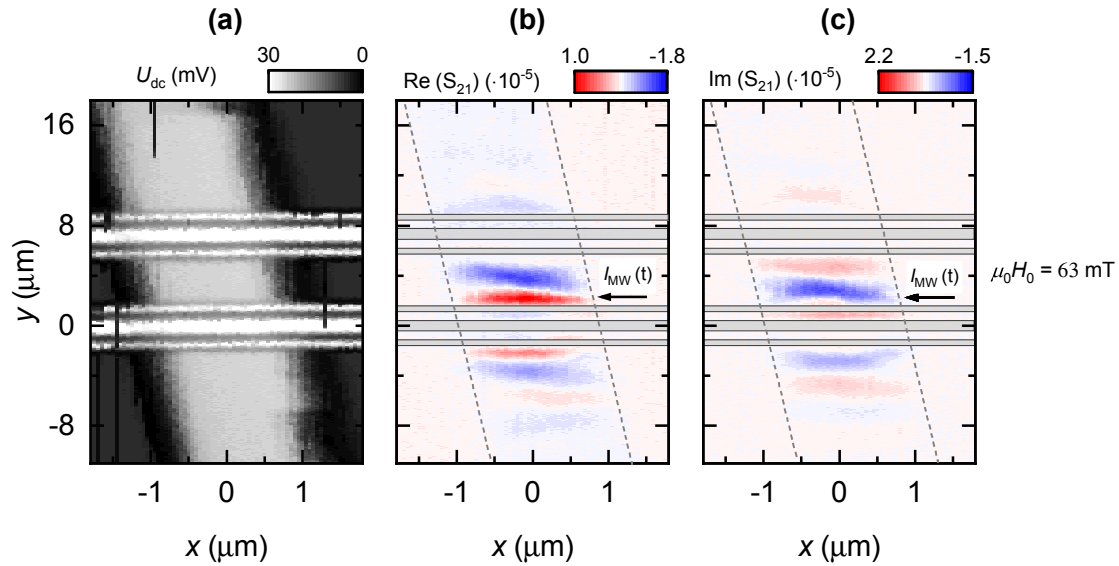 (a) (b) (c)
30 0 1.0 -1.8 2.2 -1.5
U_dc (mV) Re (S_21) (·10^-5) Im (S_21) (·10^-5)
16
8
I_MW (t) I_MW (t) μ_0H_0 = 63 mT
y (μm)
0
-8
-1 0 1 -1 0 1 -1 0 1
x (μm) x (μm) x (μm)